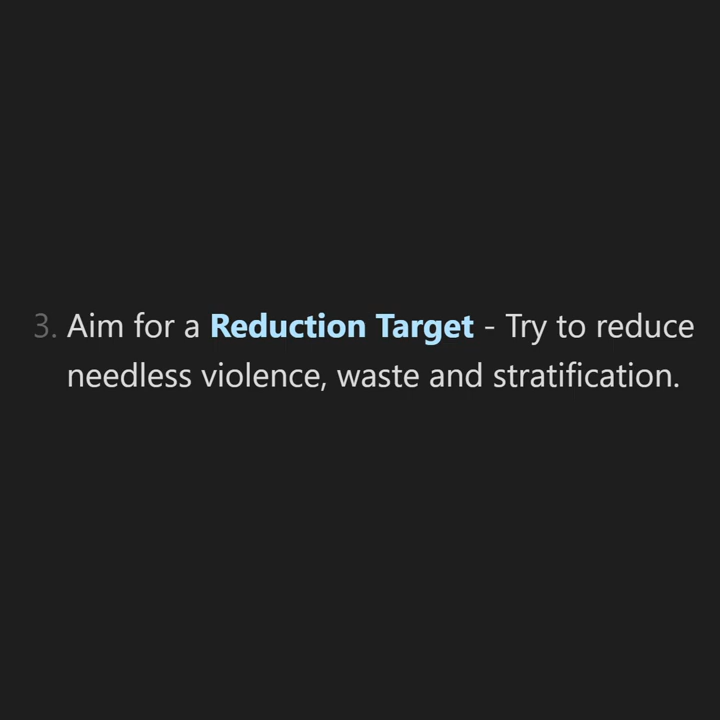 3. Aim for a Reduction Target - Try to reduce
needless violence, waste and stratification.